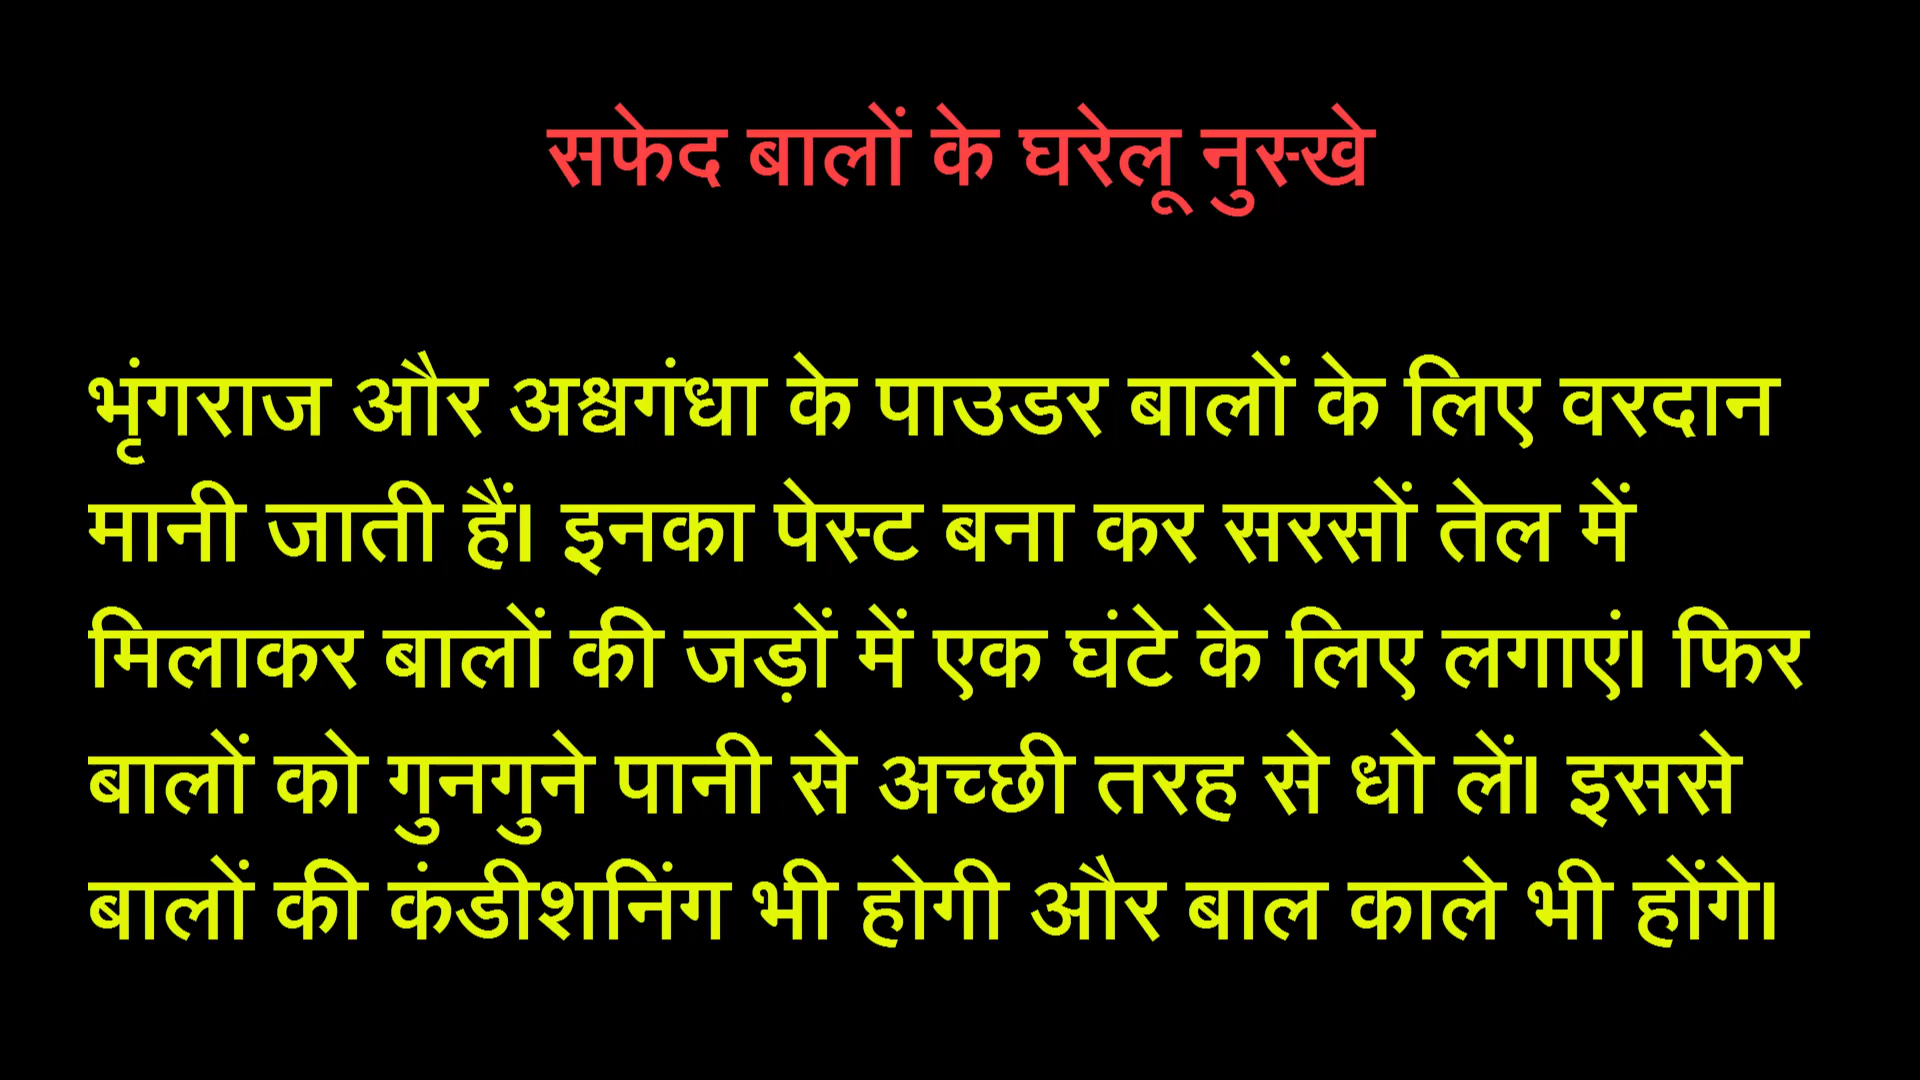 सफेद बालों के घरेलू नुस्खे
भृंगराज और अश्वगंधा के पाउडर बालों के लिए वरदान
मानी जाती हैं। इनका पेस्ट बना कर सरसों तेल में
मिलाकर बालों की जड़ों में एक घंटे के लिए लगाएं। फिर
बालों को गुनगुने पानी से अच्छी तरह से धो लें। इससे
बालों की कंडीशनिंग भी होगी और बाल काले भी होंगे।